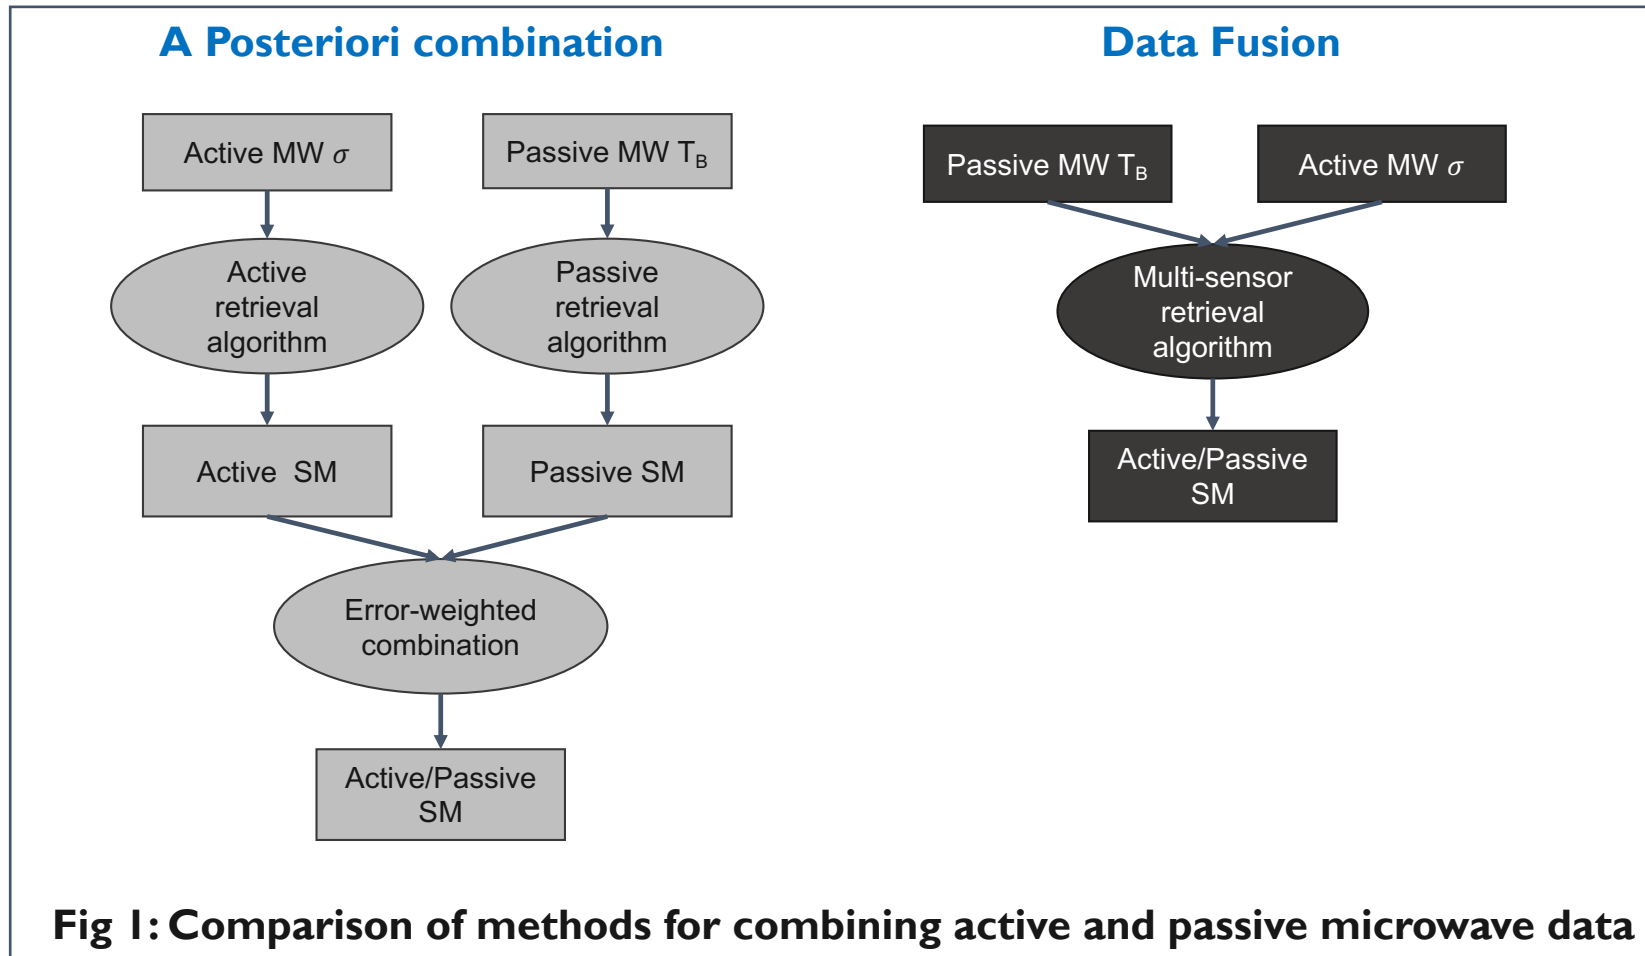 A Posteriori combination
Active MW σ
Passive MW T_B
Active
retrieval
algorithm
Passive
retrieval
algorithm
Active SM
Passive SM
Error-weighted
combination
Active/Passive
SM
Data Fusion
Passive MW T_B
Active MW σ
Multi-sensor
retrieval
algorithm
Active/Passive
SM
Fig 1: Comparison of methods for combining active and passive microwave data